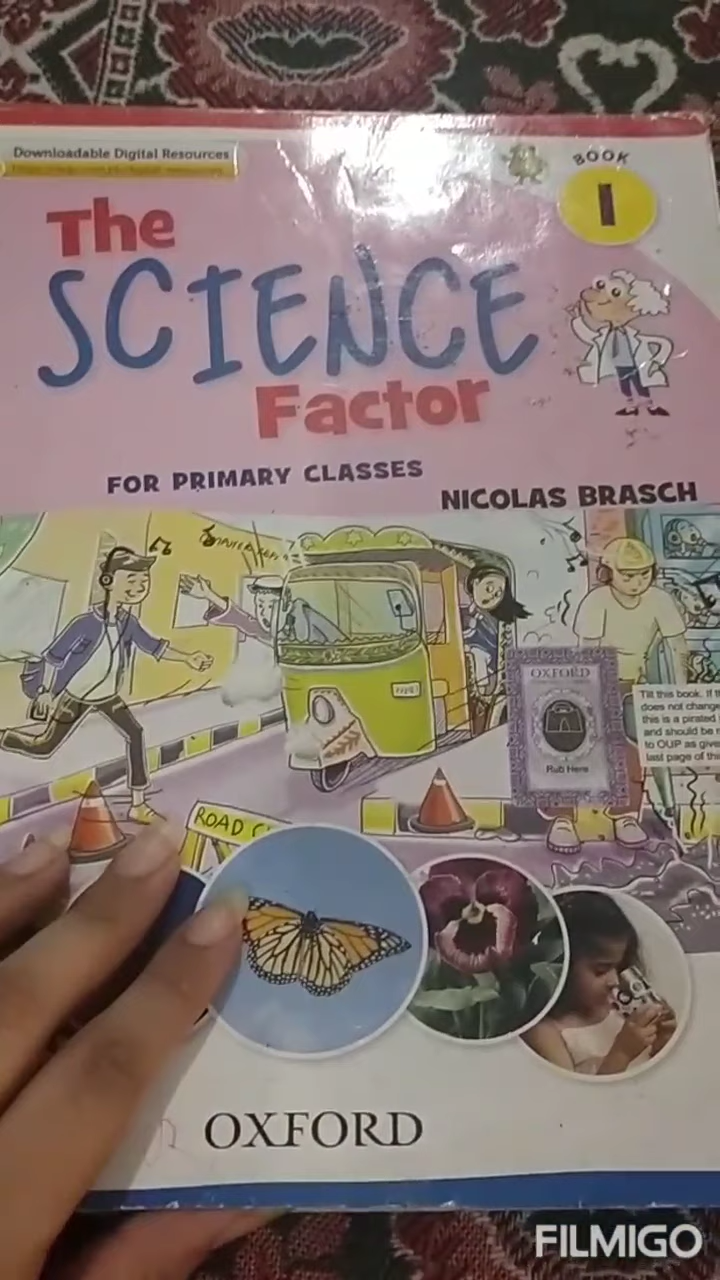 Downloadable Digital Resources
BOOK
1
The
SCIENCE
Factor
FOR PRIMARY CLASSES
NICOLAS BRASCH
OXFORD
Rub Here
Tilt this book. If t
does not change
this is a pirated
and should be r
to OUP as give
last page of thi
ROAD C
OXFORD
FILMIGO